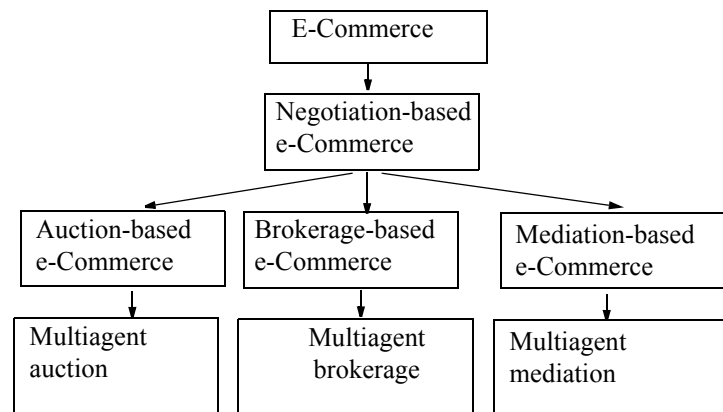 E-Commerce
Negotiation-based
e-Commerce
Auction-based
e-Commerce
Brokerage-based
e-Commerce
Mediation-based
e-Commerce
Multiagent
auction
Multiagent
brokerage
Multiagent
mediation